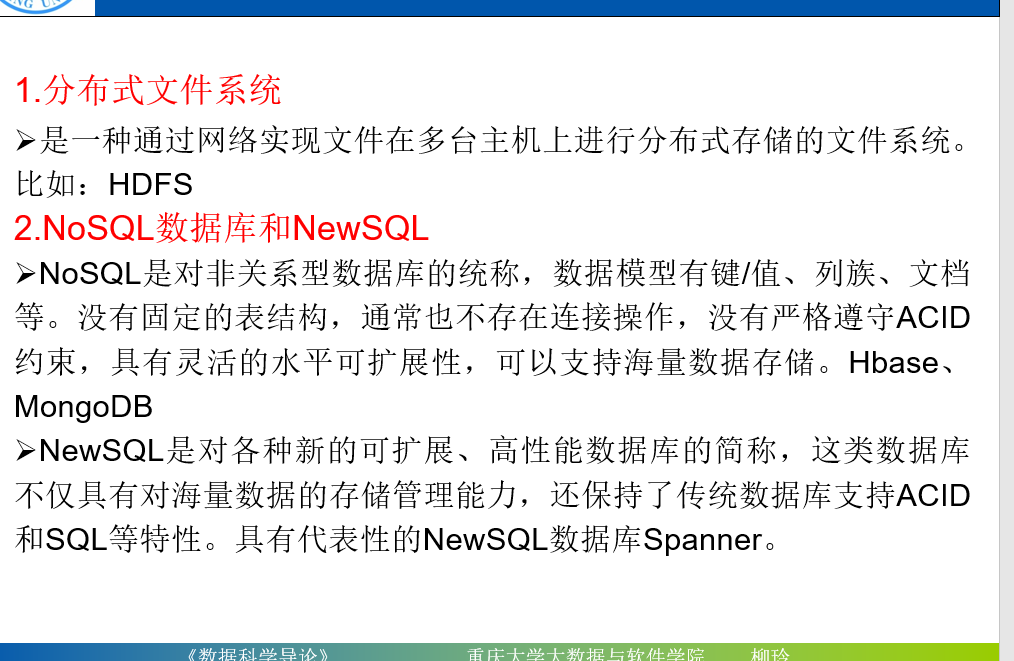 1.分布式文件系统
➢是一种通过网络实现文件在多台主机上进行分布式存储的文件系统。
比如：HDFS
2.NoSQL数据库和NewSQL
➢NoSQL是对非关系型数据库的统称，数据模型有键/值、列族、文档
等。没有固定的表结构，通常也不存在连接操作，没有严格遵守ACID
约束，具有灵活的水平可扩展性，可以支持海量数据存储。Hbase、
MongoDB
➢NewSQL是对各种新的可扩展、高性能数据库的简称，这类数据库
不仅具有对海量数据的存储管理能力，还保持了传统数据库支持ACID
和SQL等特性。具有代表性的NewSQL数据库Spanner。
《数据科学导论》 重庆大学大数据与软件学院 柳玲